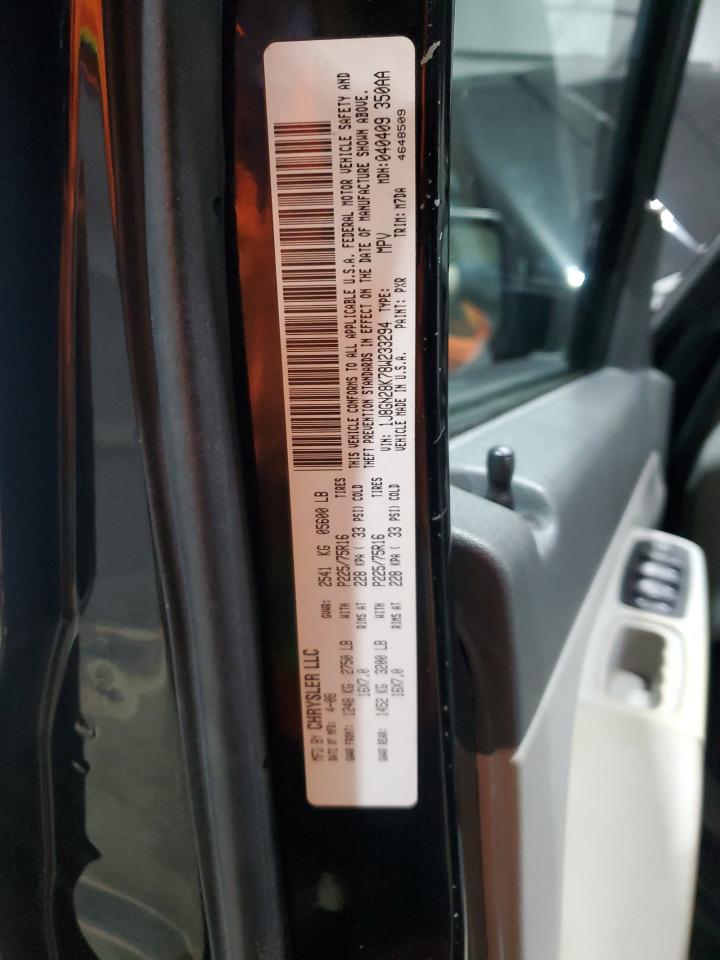 MFD BY CHRYSLER LLC
DATE OF MFR: 4-08 GVWR: 2541 KG 05600 LB
GAWR FRONT: 1248 KG 2750 LB WITH P225/75R16 TIRES
16X7.0 RIMS AT 228 KPA ( 33 PSI) COLD
GAWR REAR: 1452 KG 3200 LB WITH P225/75R16 TIRES
16X7.0 RIMS AT 228 KPA ( 33 PSI) COLD
THIS VEHICLE CONFORMS TO ALL APPLICABLE U.S.A. FEDERAL MOTOR VEHICLE SAFETY AND
THEFT PREVENTION STANDARDS IN EFFECT ON THE DATE OF MANUFACTURE SHOWN ABOVE.
VIN: 1J8GN28K78W233294 TYPE: MPV MDH:040409 350AA
VEHICLE MADE IN U.S.A. PAINT: PXR TRIM: M7DA 4648509